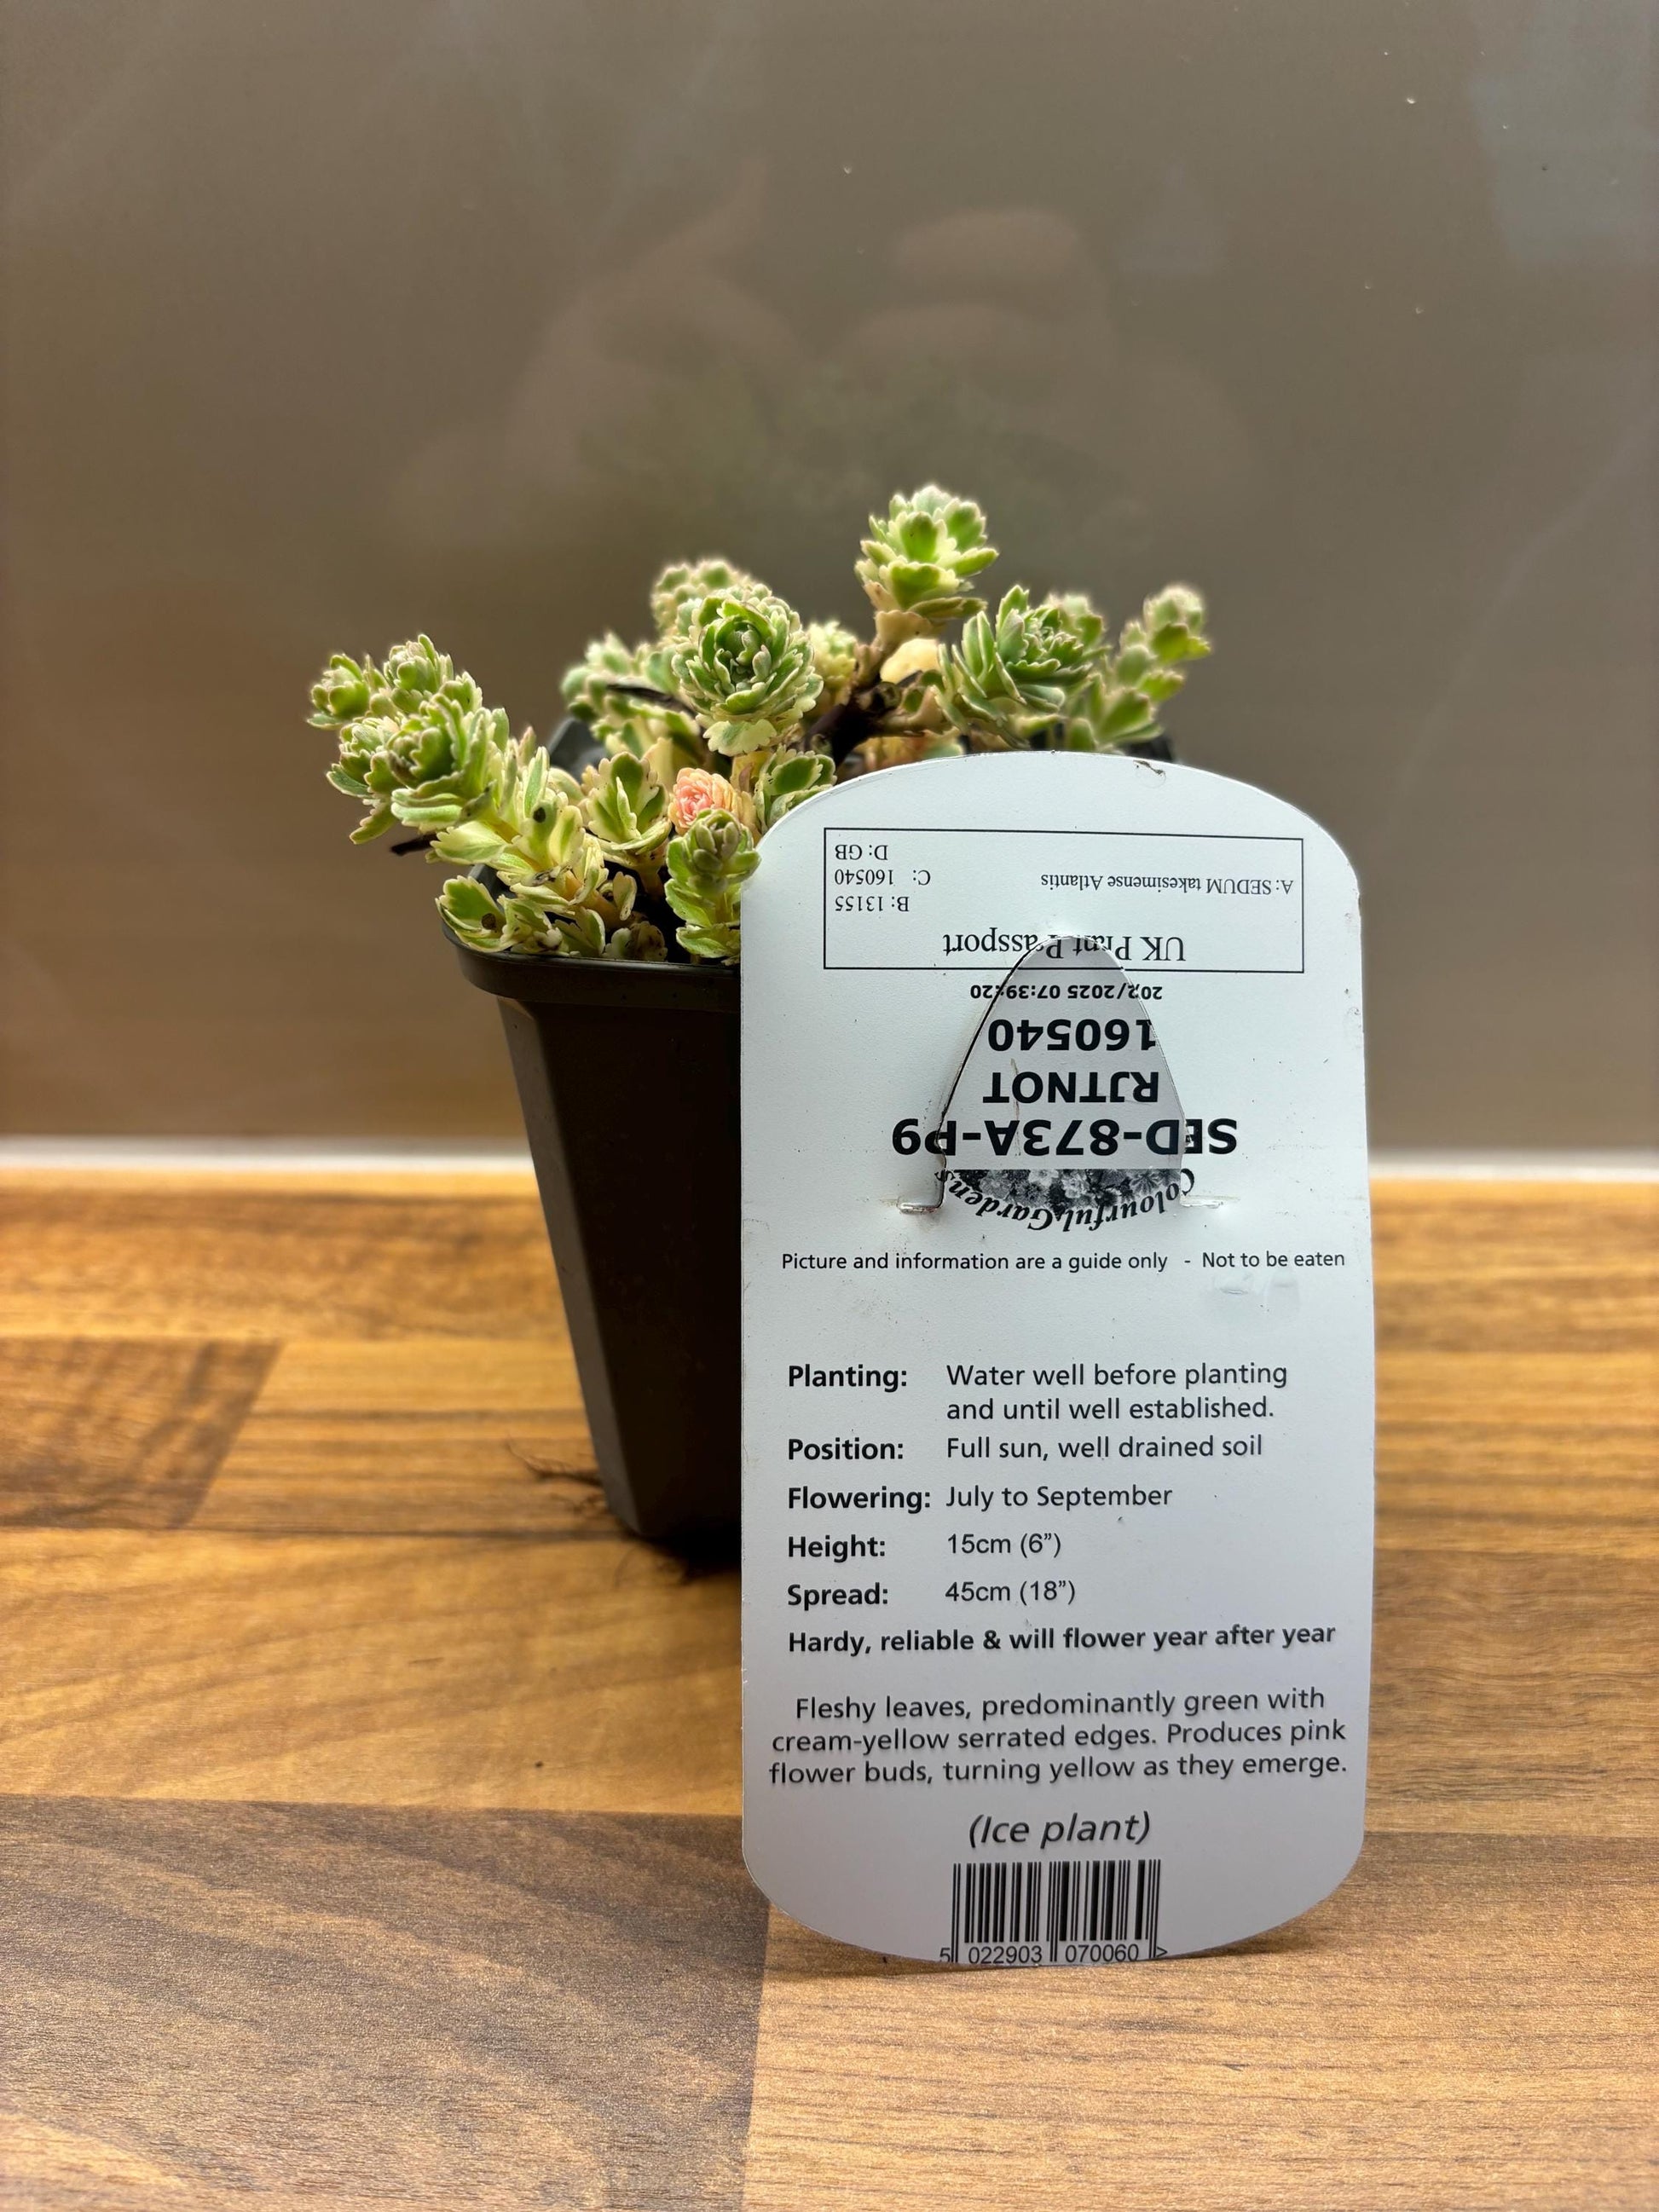 A: SEDUM takesimense Atlantis
B: 13155
C: 160540
D: GB
UK Plant Passport
07:39:20
160540
RJTNOT
SED-873A-P9
Colourful Gardens
Picture and information are a guide only - Not to be eaten
Planting: Water well before planting
and until well established.
Position: Full sun, well drained soil
Flowering: July to September
Height: 15cm (6”)
Spread: 45cm (18”)
Hardy, reliable & will flower year after year
Fleshy leaves, predominantly green with
cream-yellow serrated edges. Produces pink
flower buds, turning yellow as they emerge.
(Ice plant)
5 022903 070060 >